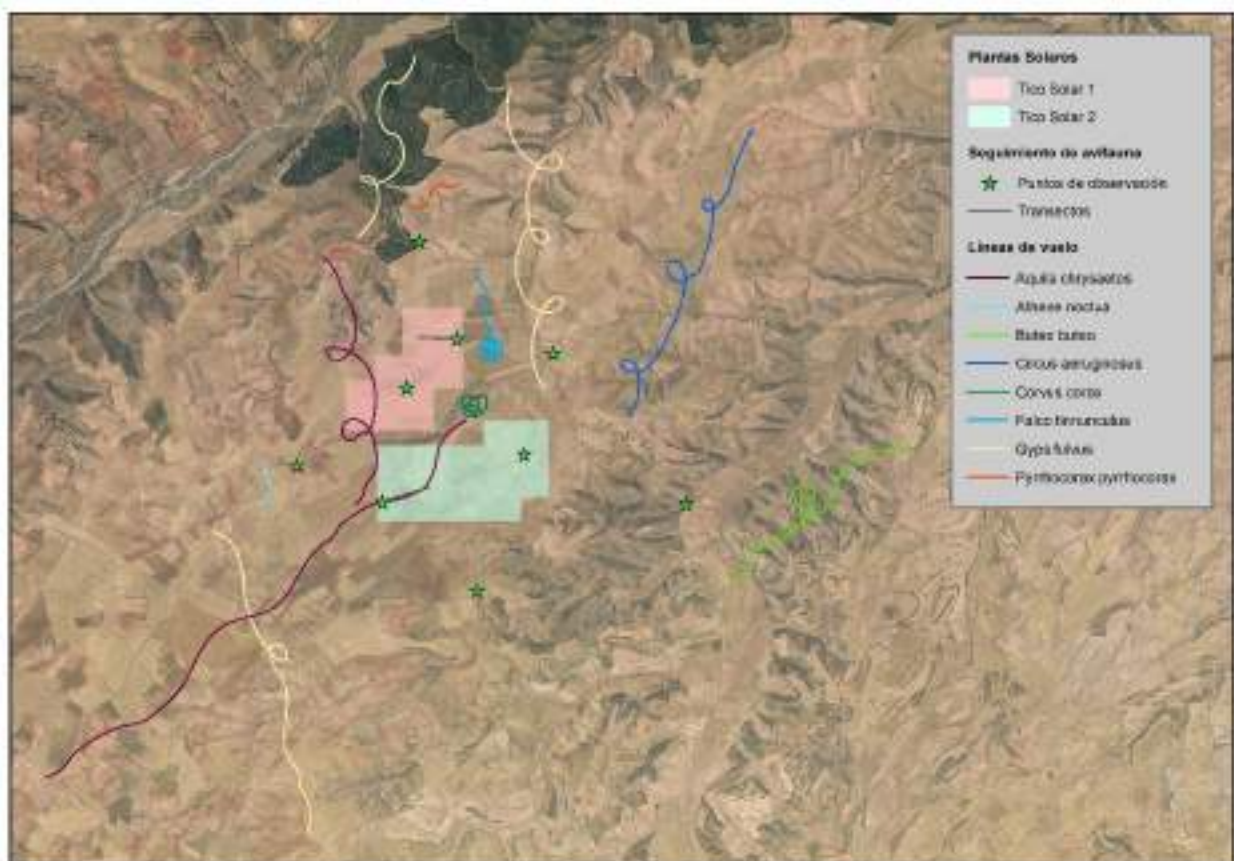 Plantas Solares
Tico Solar 1
Tico Solar 2
Seguimiento de avifauna
Puntos de observación
Transectos
Líneas de vuelo
Aquila chrysaetos
Athene noctua
Buteo buteo
Circus aeruginosus
Corvus corax
Falco tinnunculus
Gyps fulvus
Pyrrhocorax pyrrhocorax